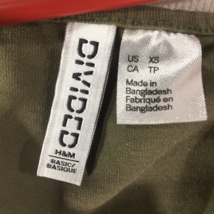 DIVIDED
H&M
BASIC/
BASIQUE
US XS
CA TP
Made in
Bangladesh
Fabriqué en
Bangladesh